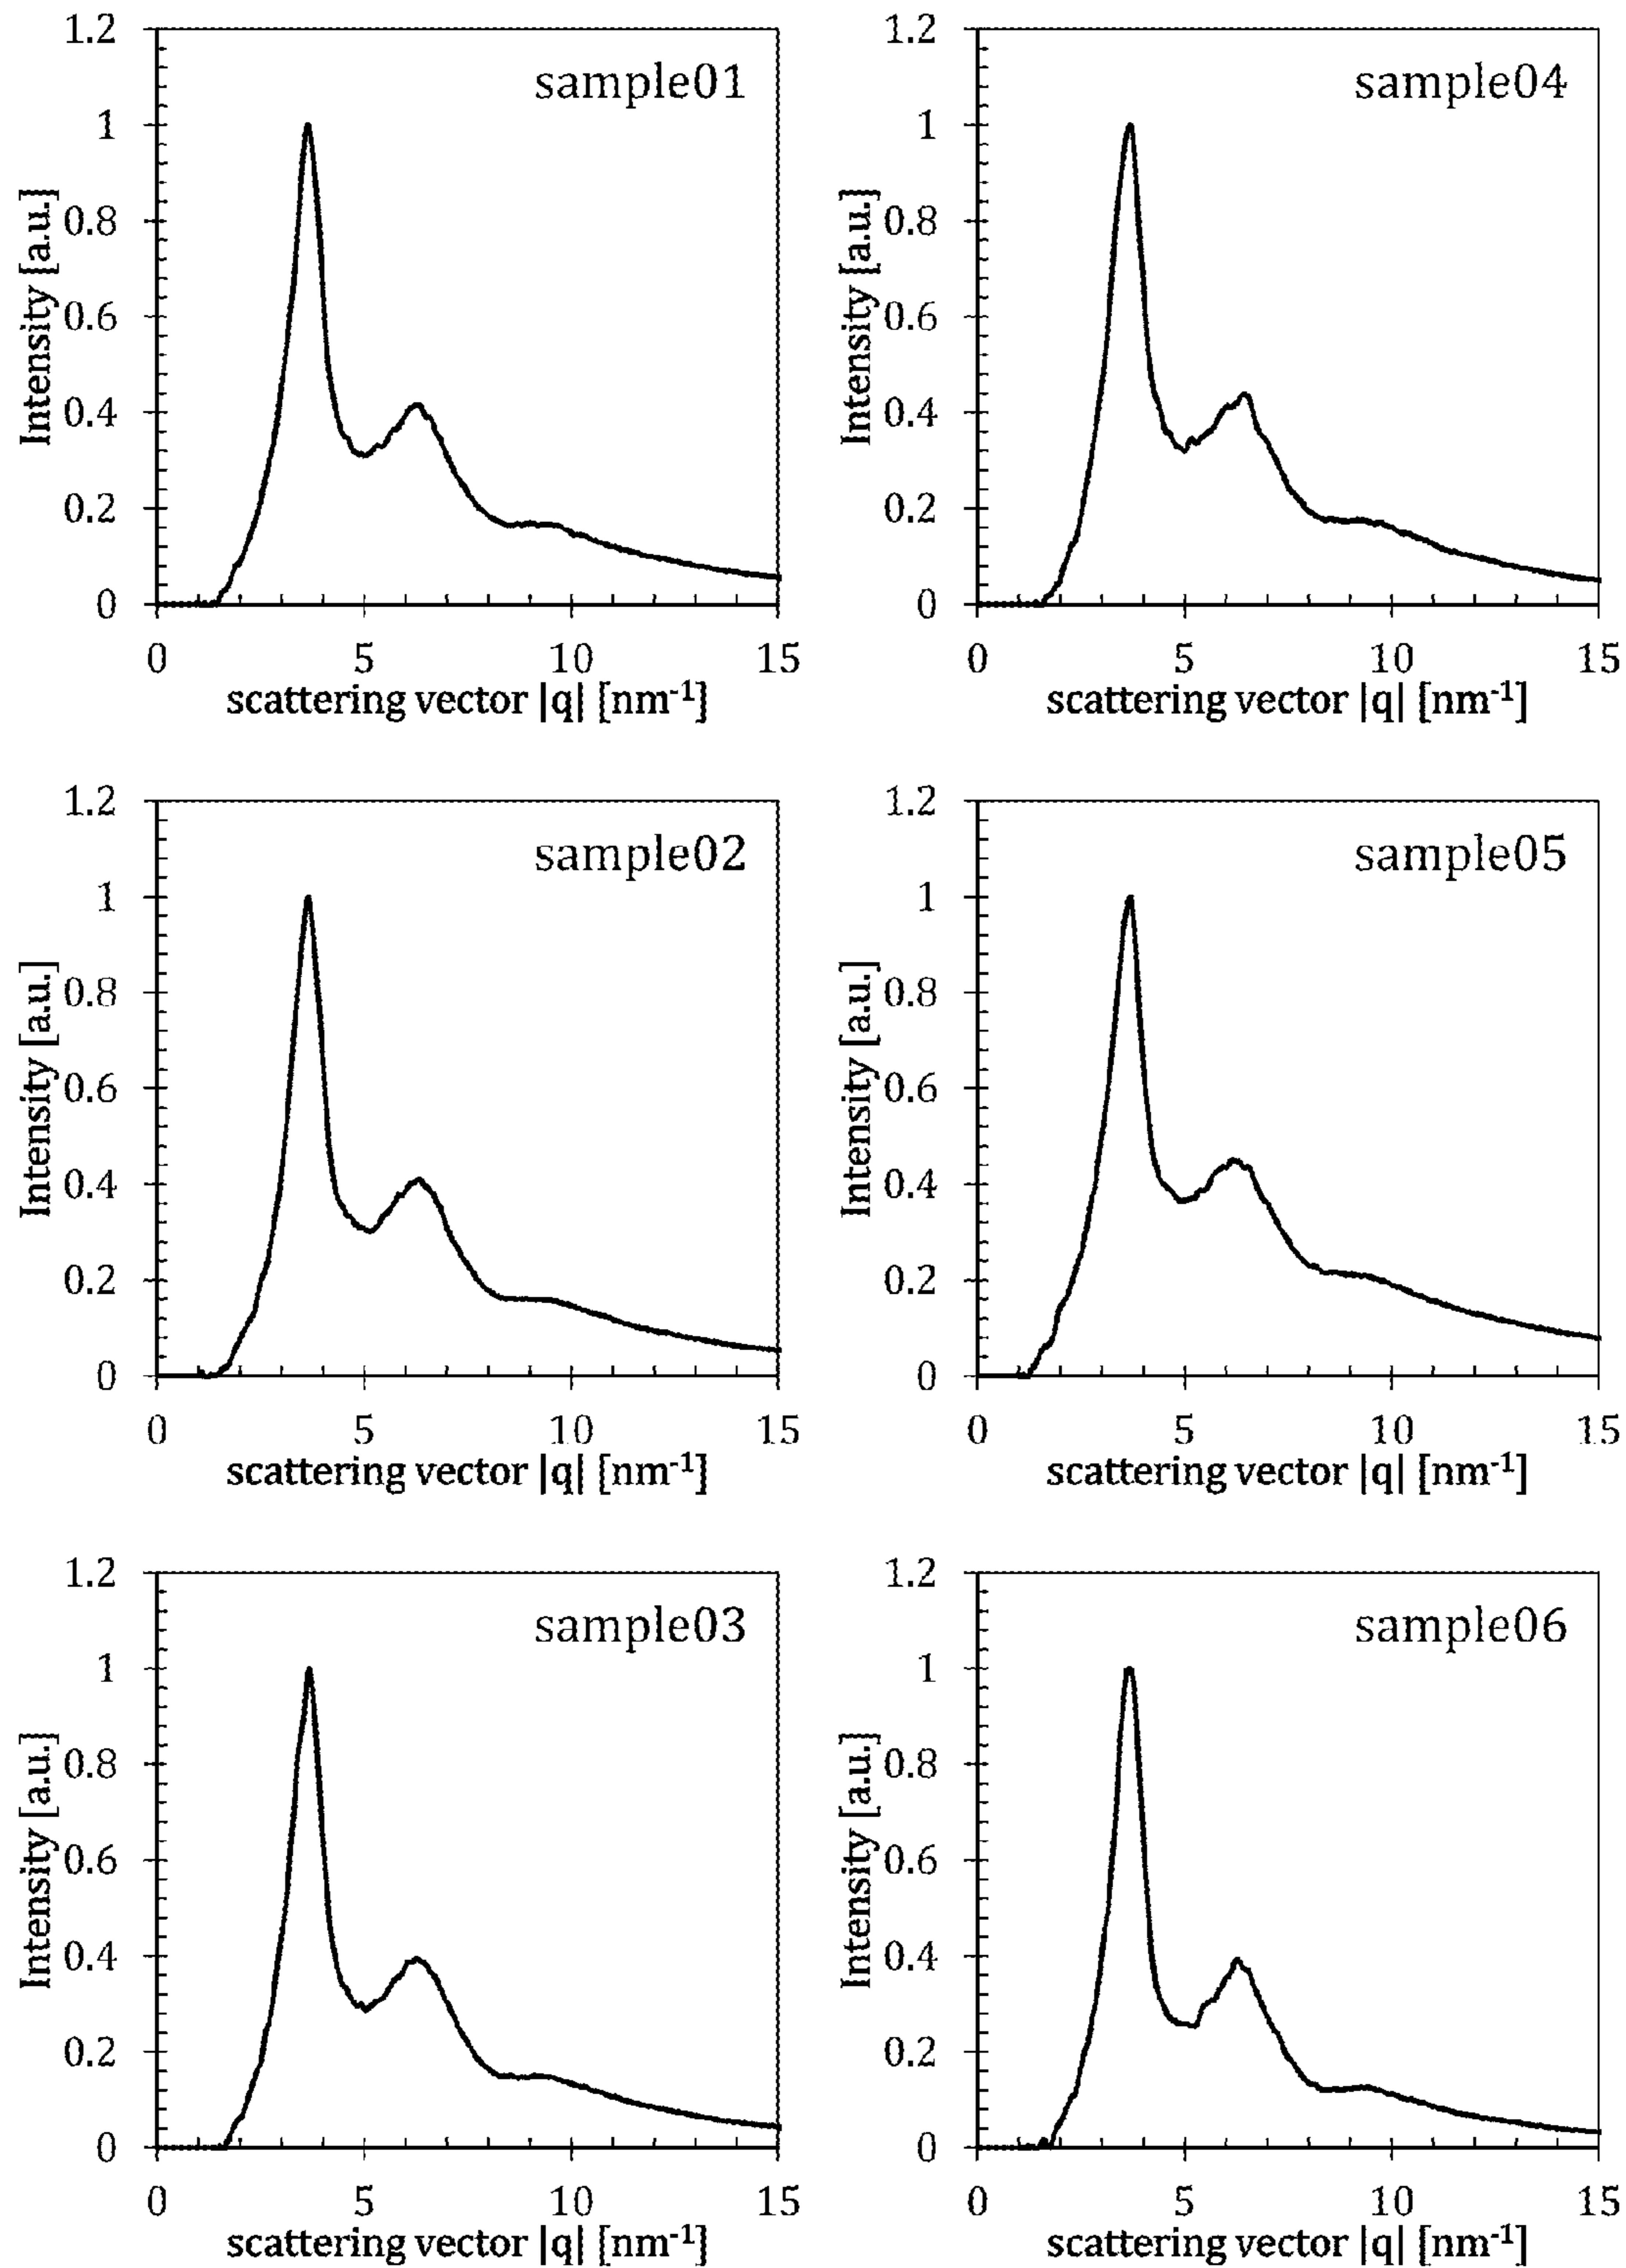 1.2
sample01
1
0.8
0.6
0.4
0.2
0
Intensity [a.u.]
0 5 10 15
scattering vector |q| [nm-1]
1.2
sample04
1
0.8
0.6
0.4
0.2
0
Intensity [a.u.]
0 5 10 15
scattering vector |q| [nm-1]
1.2
sample02
1
0.8
0.6
0.4
0.2
0
Intensity [a.u.]
0 5 10 15
scattering vector |q| [nm-1]
1.2
sample05
1
0.8
0.6
0.4
0.2
0
Intensity [a.u.]
0 5 10 15
scattering vector |q| [nm-1]
1.2
sample03
1
0.8
0.6
0.4
0.2
0
Intensity [a.u.]
0 5 10 15
scattering vector |q| [nm-1]
1.2
sample06
1
0.8
0.6
0.4
0.2
0
Intensity [a.u.]
0 5 10 15
scattering vector |q| [nm-1]